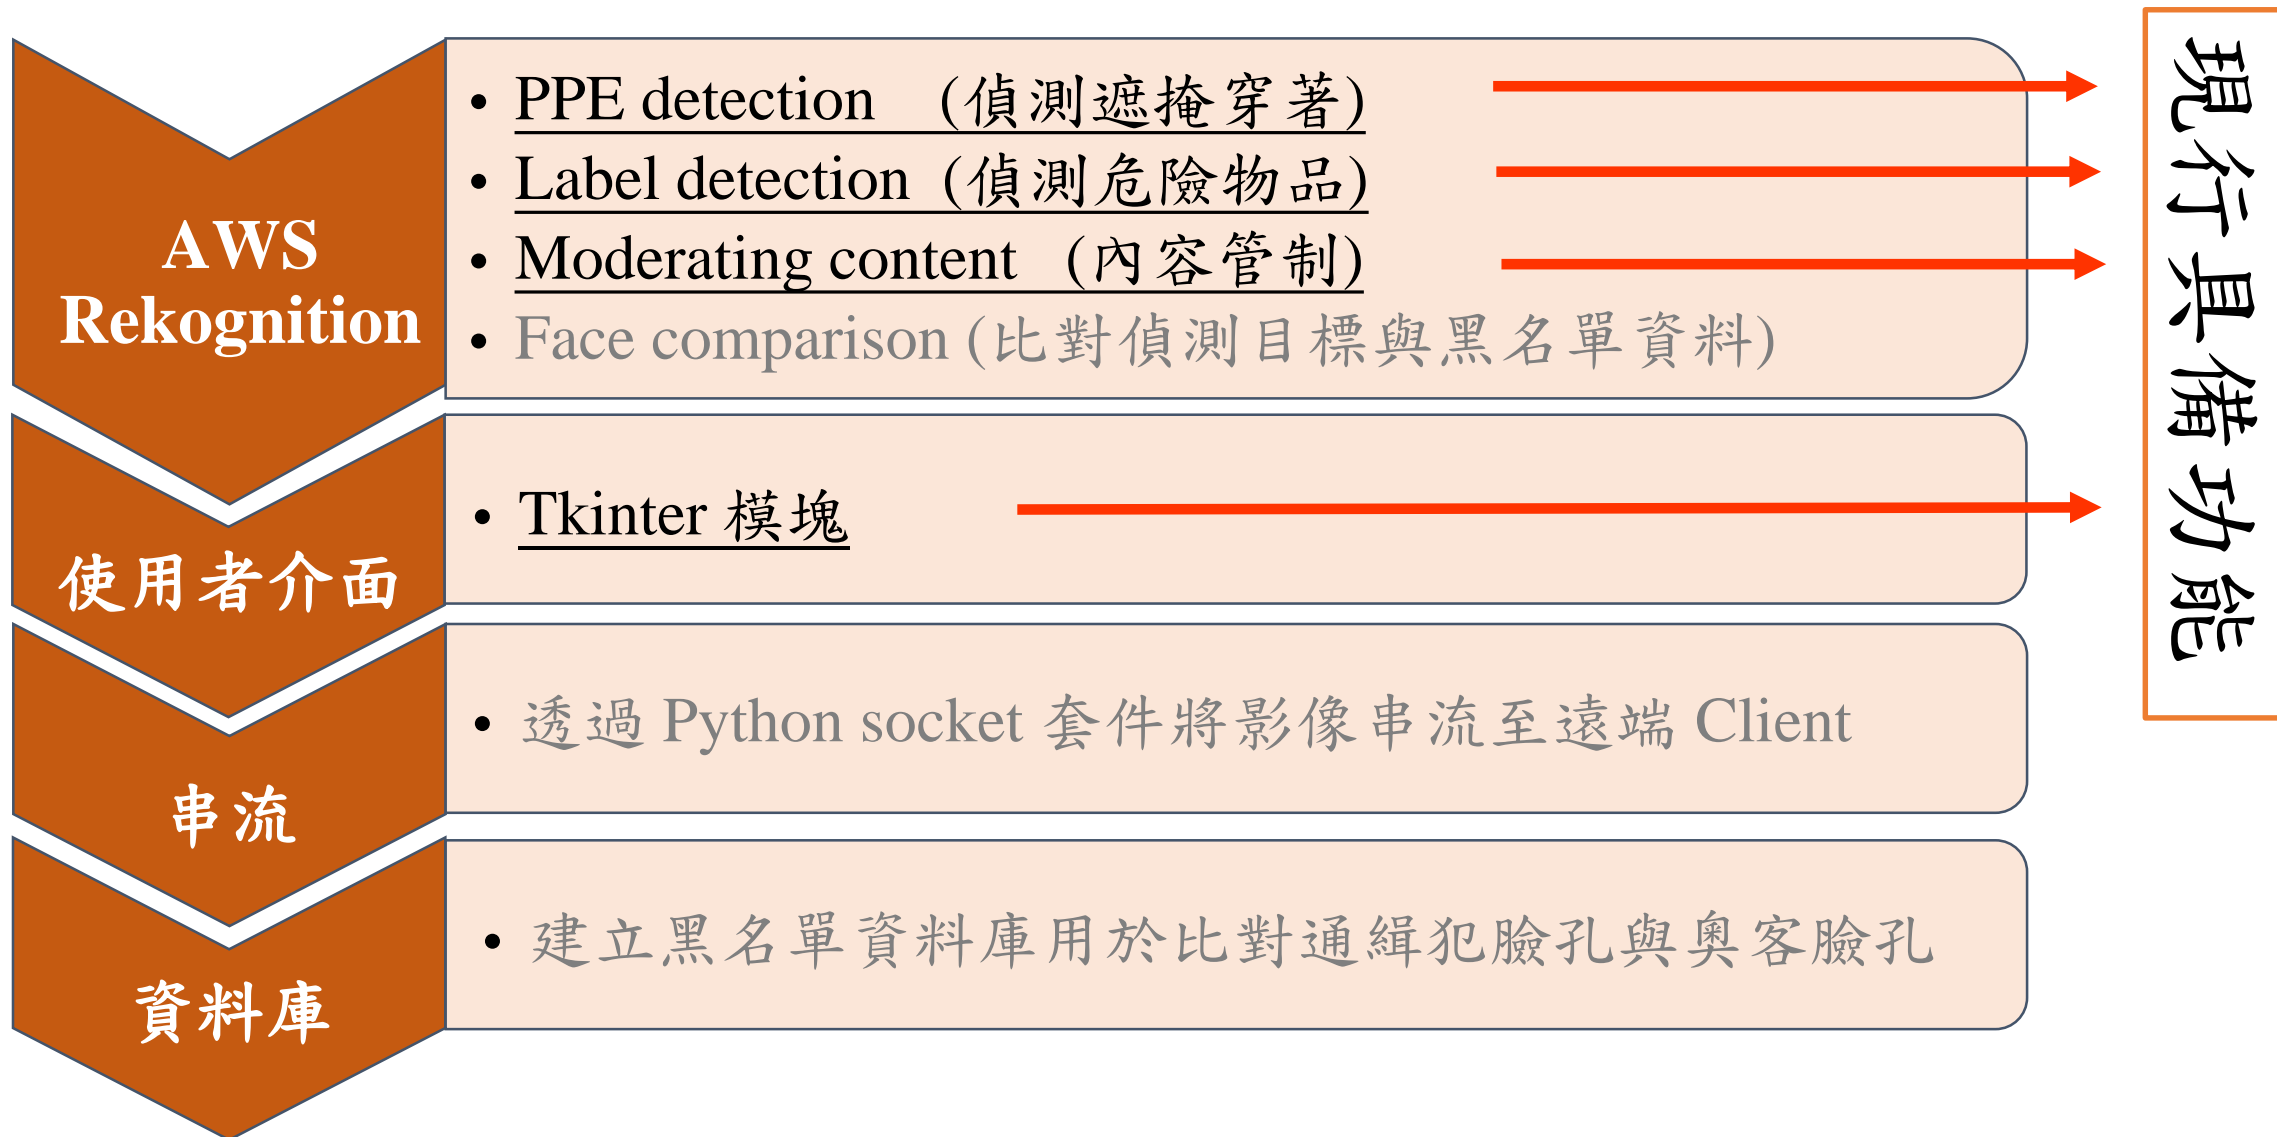 AWS
Rekognition
• PPE detection (偵測遮掩穿著)
• Label detection (偵測危險物品)
• Moderating content (內容管制)
• Face comparison (比對偵測目標與黑名單資料)
使用者介面
• Tkinter 模塊
串流
• 透過 Python socket 套件將影像串流至遠端 Client
資料庫
• 建立黑名單資料庫用於比對通緝犯臉孔與奧客臉孔
現行具備功能